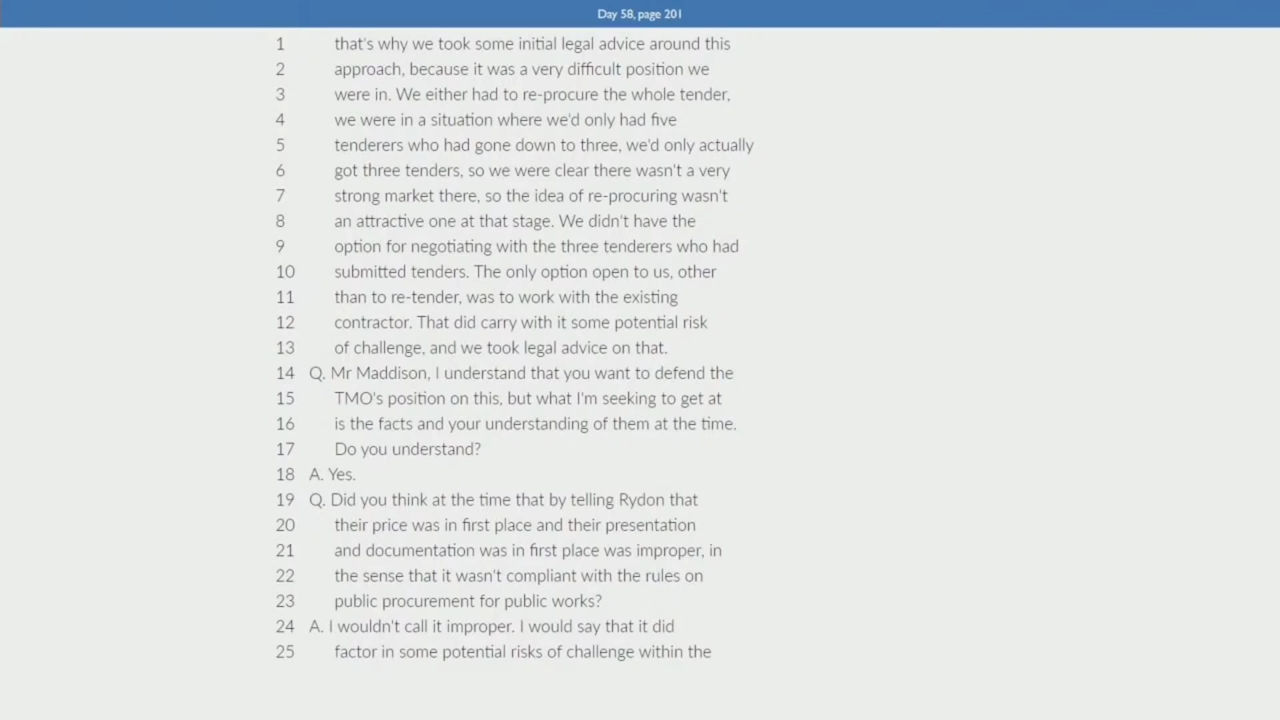 Day 58, page 201
1 that's why we took some initial legal advice around this
2 approach, because it was a very difficult position we
3 were in. We either had to re-procure the whole tender,
4 we were in a situation where we'd only had five
5 tenderers who had gone down to three, we'd only actually
6 got three tenders, so we were clear there wasn't a very
7 strong market there, so the idea of re-procuring wasn't
8 an attractive one at that stage. We didn't have the
9 option for negotiating with the three tenderers who had
10 submitted tenders. The only option open to us, other
11 than to re-tender, was to work with the existing
12 contractor. That did carry with it some potential risk
13 of challenge, and we took legal advice on that.
14 Q. Mr Maddison, I understand that you want to defend the
15 TMO's position on this, but what I'm seeking to get at
16 is the facts and your understanding of them at the time.
17 Do you understand?
18 A. Yes.
19 Q. Did you think at the time that by telling Rydon that
20 their price was in first place and their presentation
21 and documentation was in first place was improper, in
22 the sense that it wasn't compliant with the rules on
23 public procurement for public works?
24 A. I wouldn't call it improper. I would say that it did
25 factor in some potential risks of challenge within the